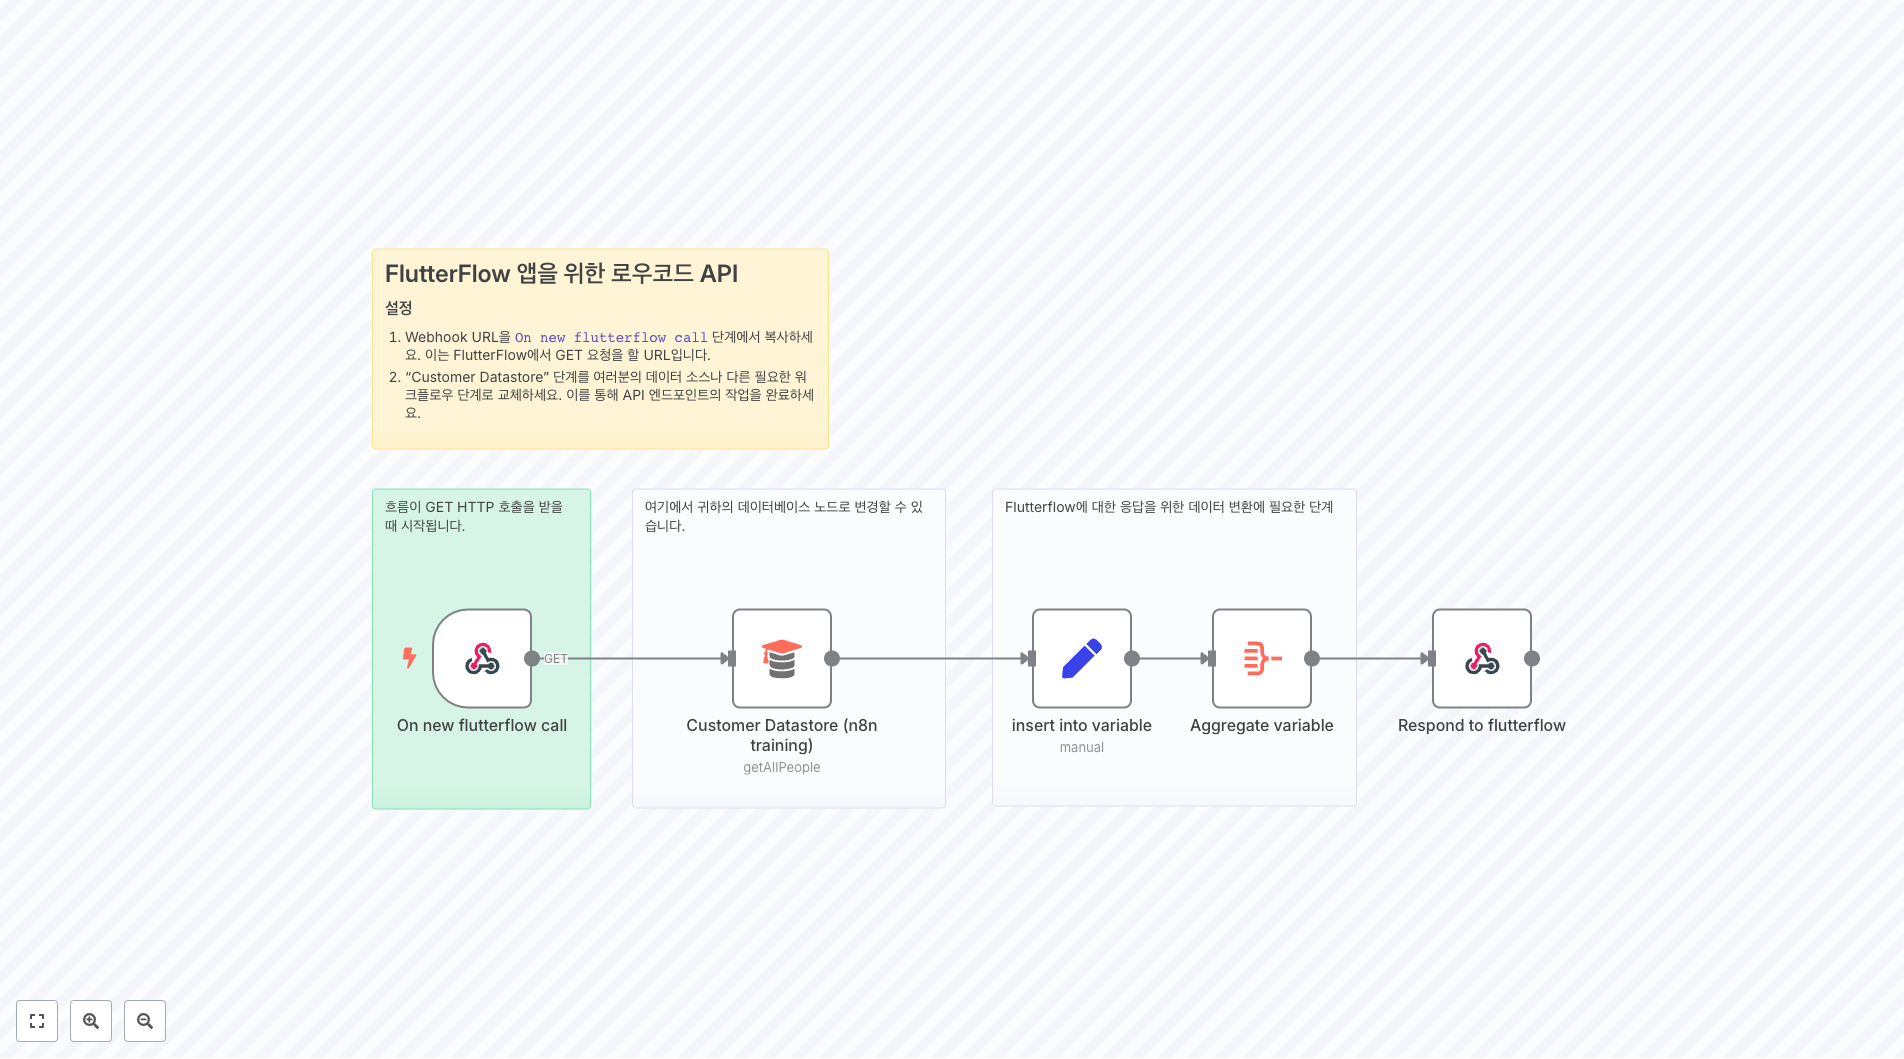 FlutterFlow 앱을 위한 로우코드 API
설정
1. Webhook URL을 On new flutterflow call 단계에서 복사하세
요. 이는 FlutterFlow에서 GET 요청을 할 URL입니다.
2. “Customer Datastore” 단계를 여러분의 데이터 소스나 다른 필요한 워
크플로우 단계로 교체하세요. 이를 통해 API 엔드포인트의 작업을 완료하세
요.
흐름이 GET HTTP 호출을 받을
때 시작됩니다.
GET
On new flutterflow call
여기에서 귀하의 데이터베이스 노드로 변경할 수 있
습니다.
Customer Datastore (n8n
training)
getAllPeople
Flutterflow에 대한 응답을 위한 데이터 변환에 필요한 단계
insert into variable
manual
Aggregate variable
Respond to flutterflow